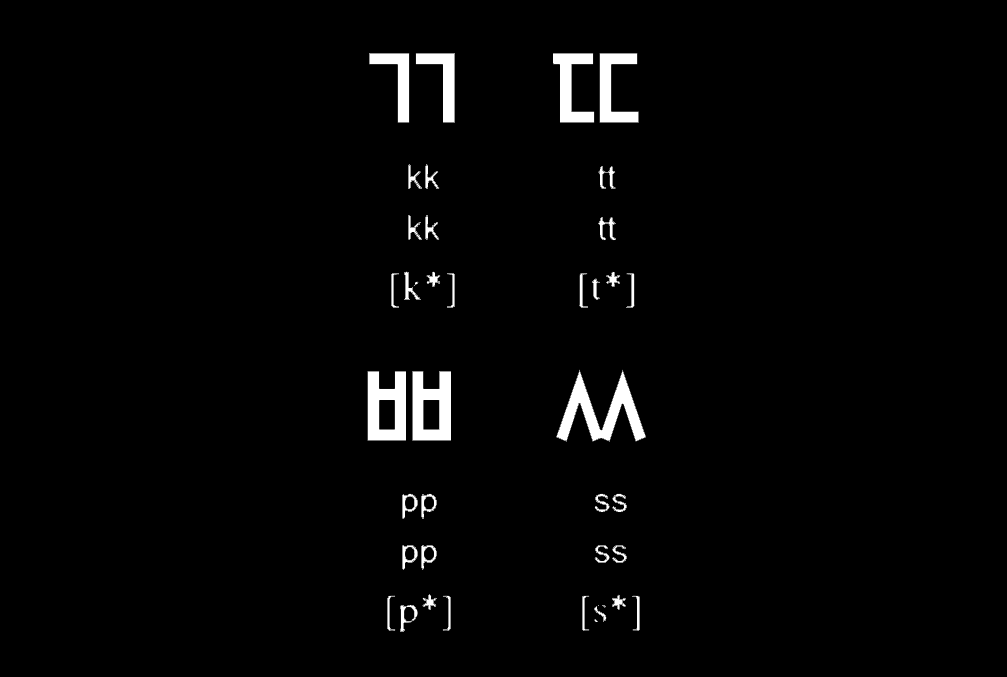 ㄲ ㄸ
kk tt
kk tt
[k*] [t*]
ㅃ ㅆ
pp ss
pp ss
[p*] [s*]